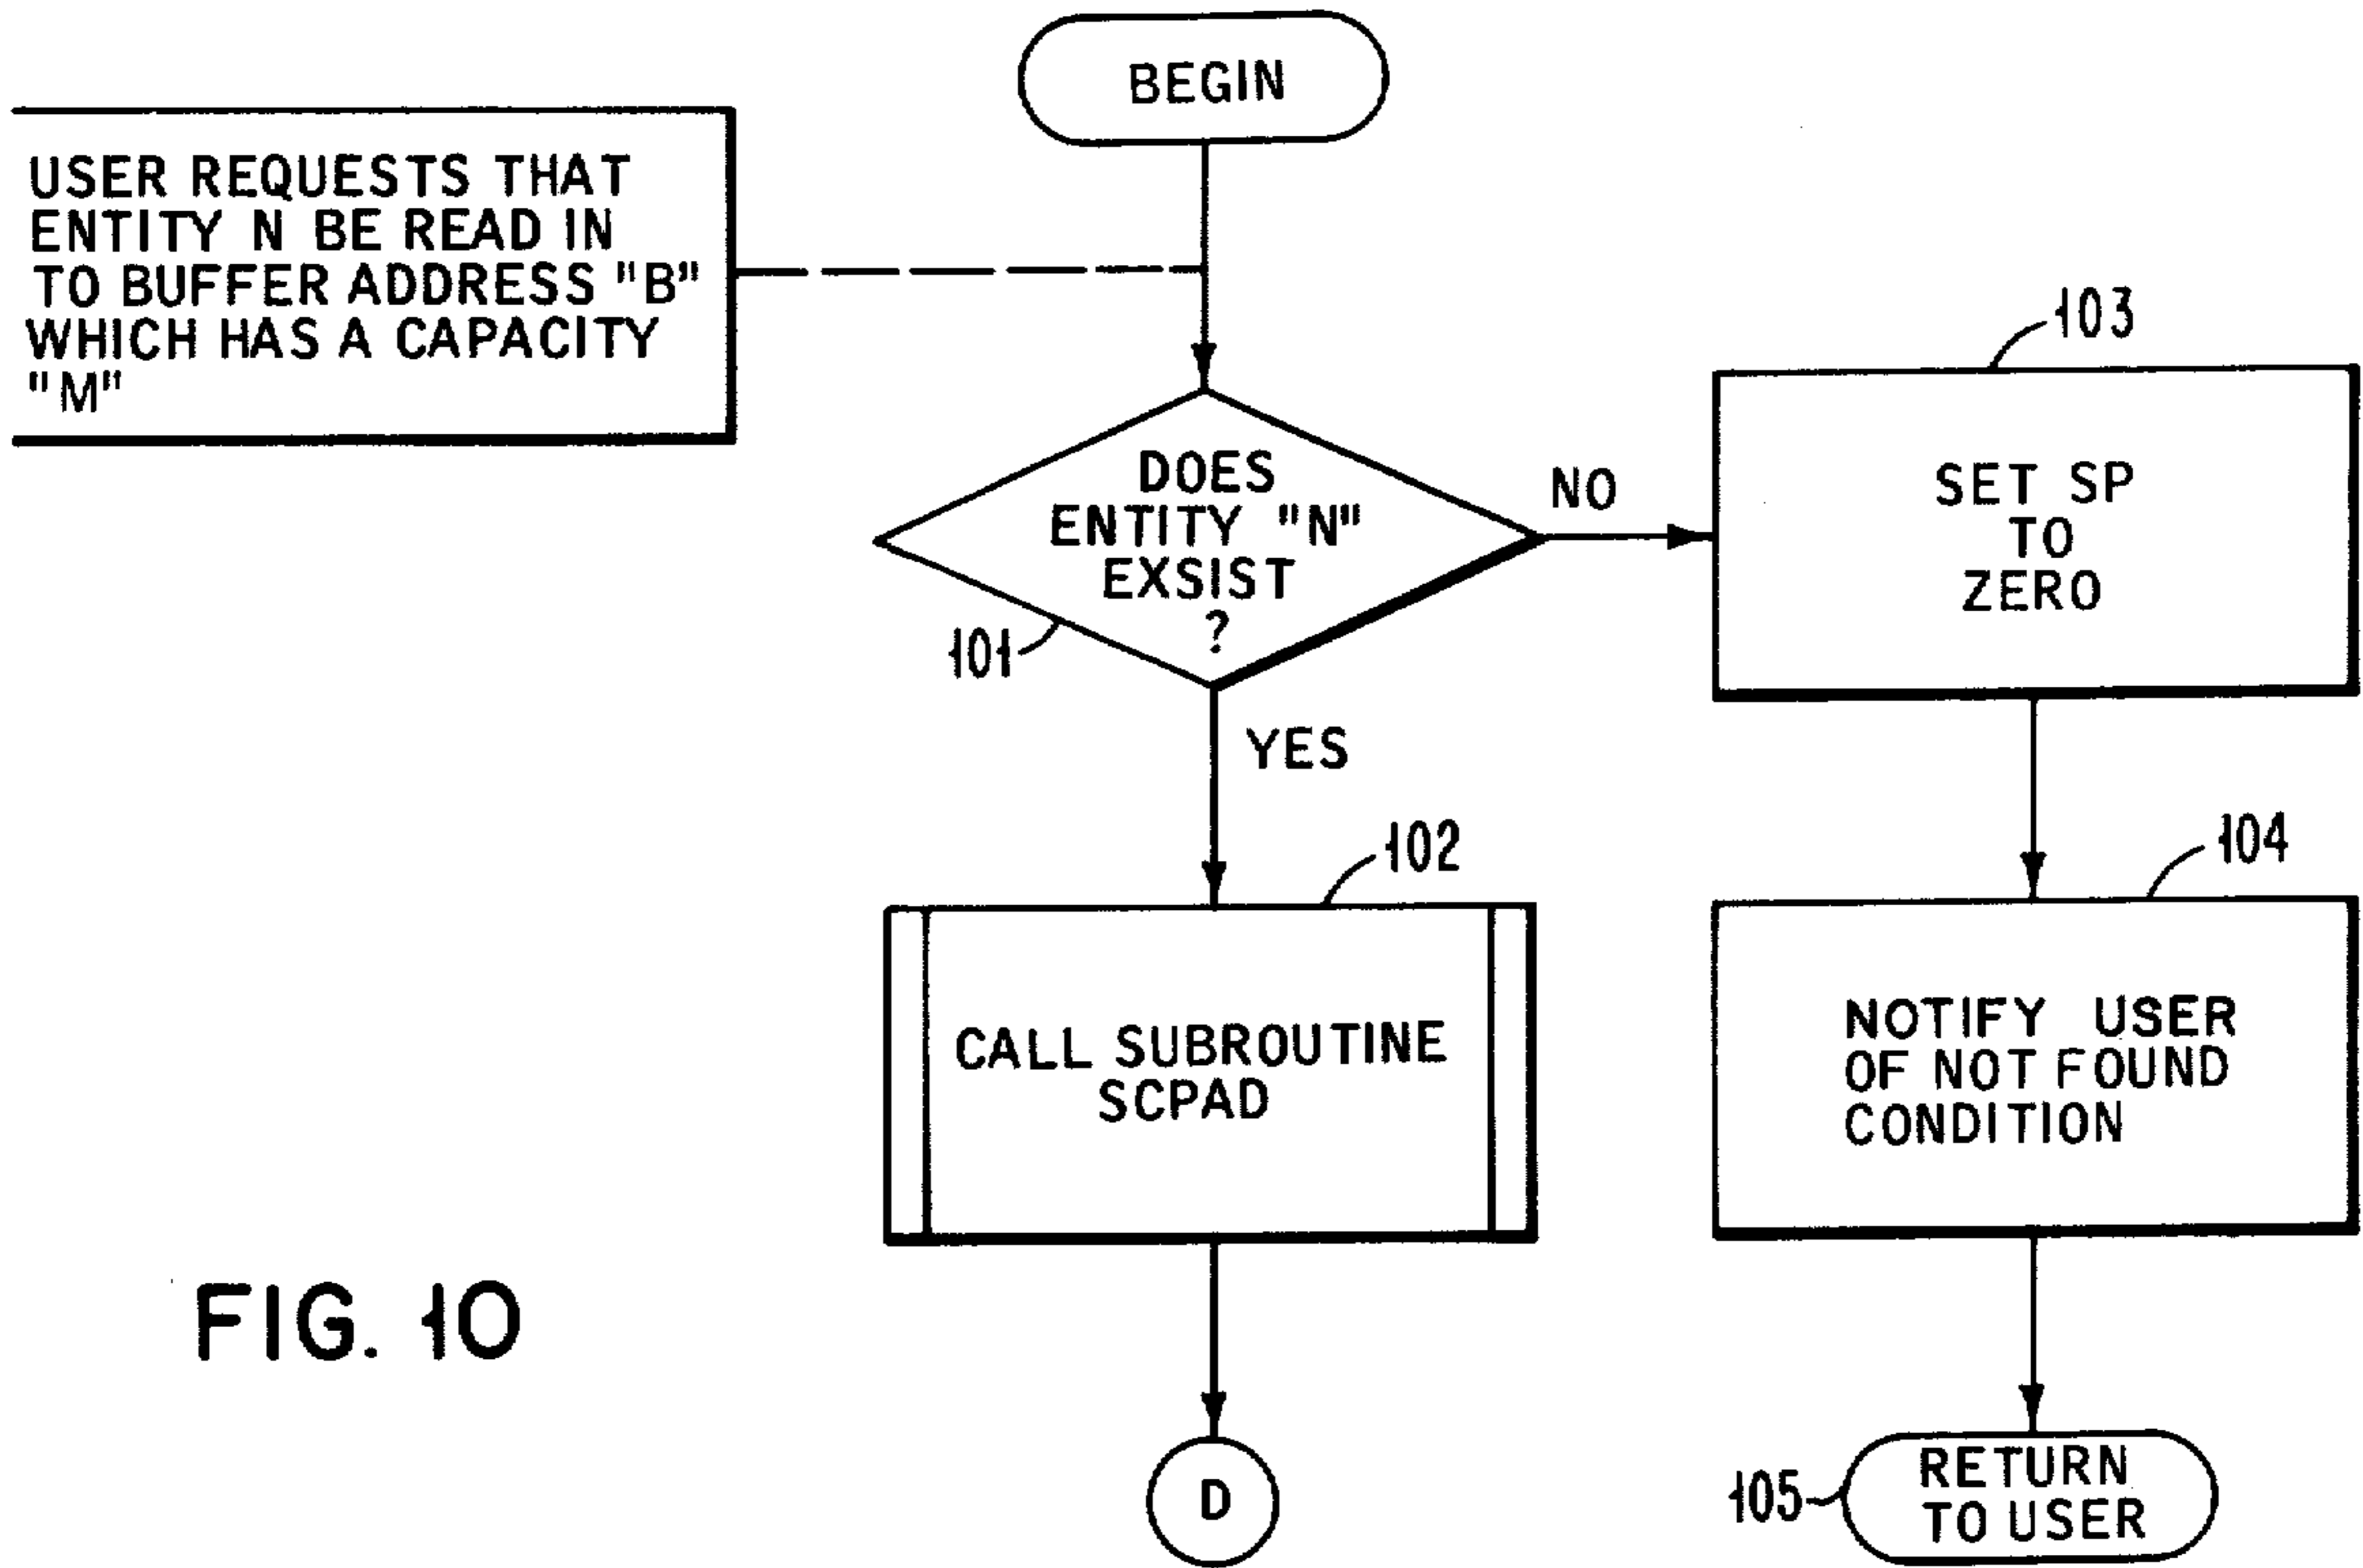 BEGIN
USER REQUESTS THAT
ENTITY N BE READ IN
TO BUFFER ADDRESS "B"
WHICH HAS A CAPACITY
"M"
DOES
ENTITY "N"
EXSIST
?
101
NO
103
SET SP
TO
ZERO
YES
102
CALL SUBROUTINE
SCPAD
104
NOTIFY USER
OF NOT FOUND
CONDITION
D
105
RETURN
TO USER
FIG. 10